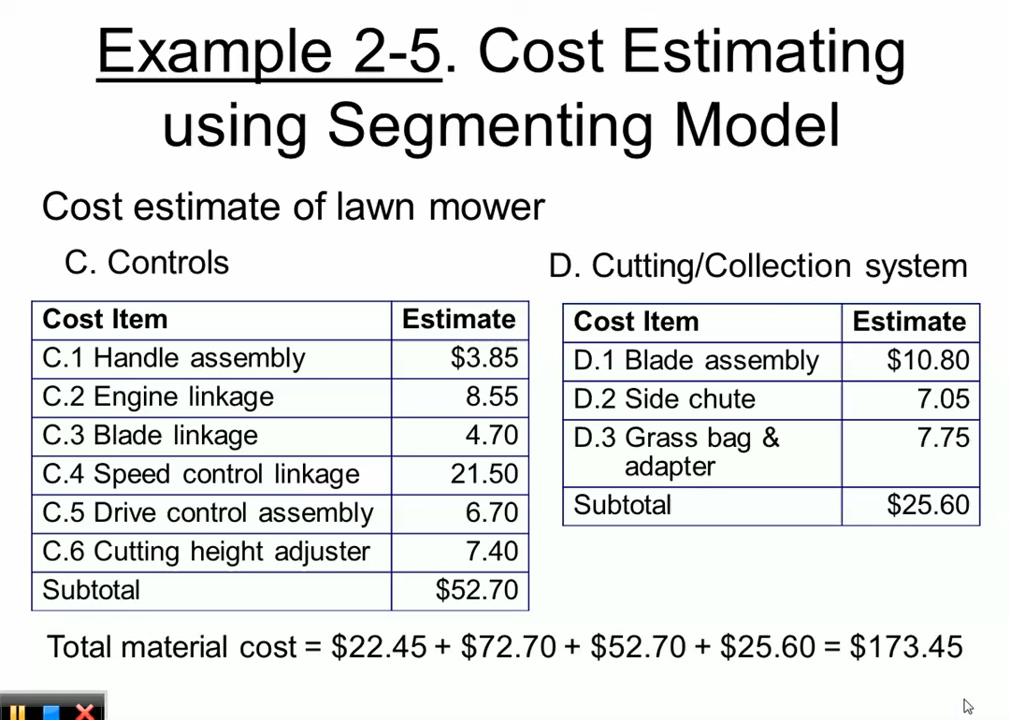 Example 2-5. Cost Estimating
using Segmenting Model
Cost estimate of lawn mower
C. Controls
Cost Item Estimate
C.1 Handle assembly $3.85
C.2 Engine linkage 8.55
C.3 Blade linkage 4.70
C.4 Speed control linkage 21.50
C.5 Drive control assembly 6.70
C.6 Cutting height adjuster 7.40
Subtotal $52.70
D. Cutting/Collection system
Cost Item Estimate
D.1 Blade assembly $10.80
D.2 Side chute 7.05
D.3 Grass bag & 7.75
adapter
Subtotal $25.60
Total material cost = $22.45 + $72.70 + $52.70 + $25.60 = $173.45